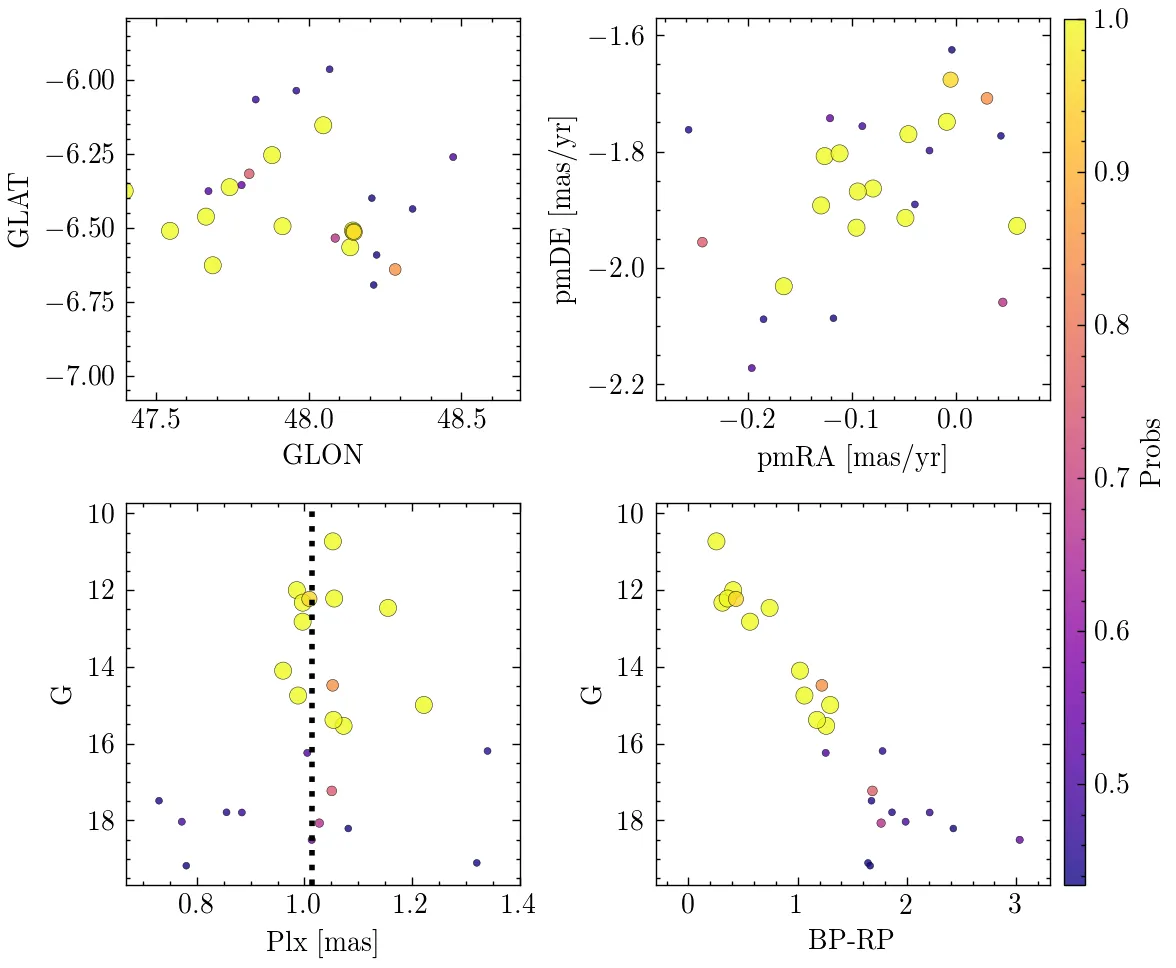 −6.00
−6.25
−6.50
−6.75
−7.00
GLAT
47.5 48.0 48.5
GLON
−1.6
−1.8
−2.0
−2.2
pmDE [mas/yr]
−0.2 −0.1 0.0
pmRA [mas/yr]
10
12
14
16
18
G
0.8 1.0 1.2 1.4
Plx [mas]
10
12
14
16
18
G
0 1 2 3
BP-RP
1.0
0.9
0.8
0.7
0.6
0.5
Probs